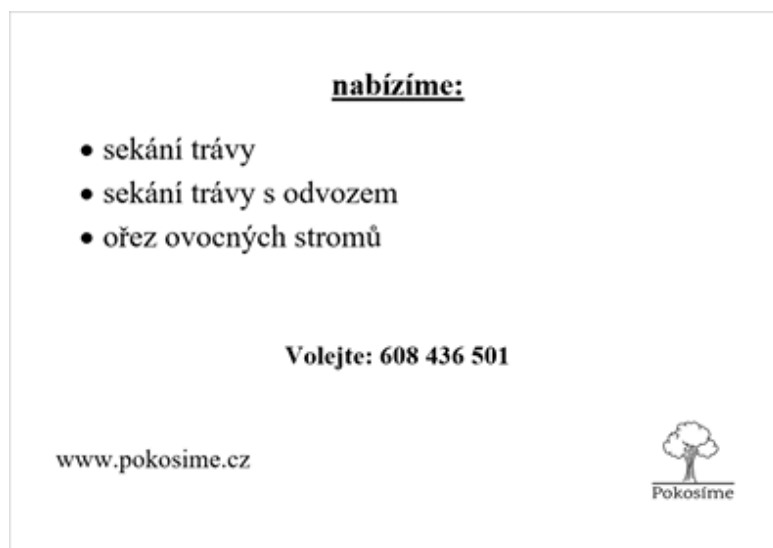 nabízíme:
• sekání trávy
• sekání trávy s odvozem
• ořez ovocných stromů
Volejte: 608 436 501
www.pokosime.cz
Pokosíme